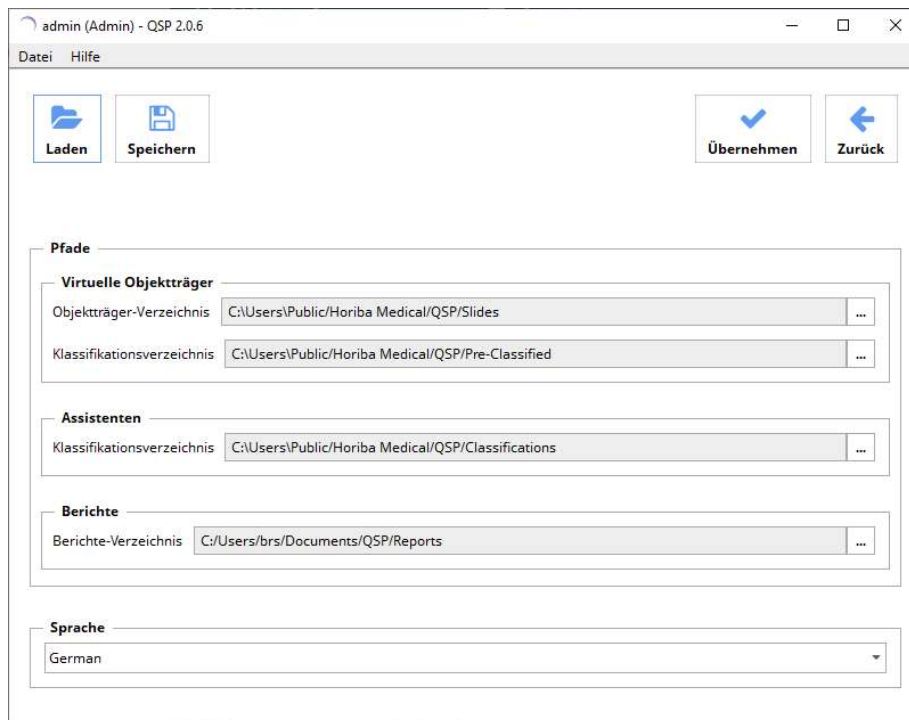 admin (Admin) - QSP 2.0.6
Datei Hilfe
Laden Speichern Übernehmen Zurück
Pfade
Virtuelle Objektträger
Objektträger-Verzeichnis C:\Users\Public/Horiba Medical/QSP/Slides ...
Klassifikationsverzeichnis C:\Users\Public/Horiba Medical/QSP/Pre-Classified ...
Assistenten
Klassifikationsverzeichnis C:\Users\Public/Horiba Medical/QSP/Classifications ...
Berichte
Berichte-Verzeichnis C:/Users/brs/Documents/QSP/Reports ...
Sprache
German